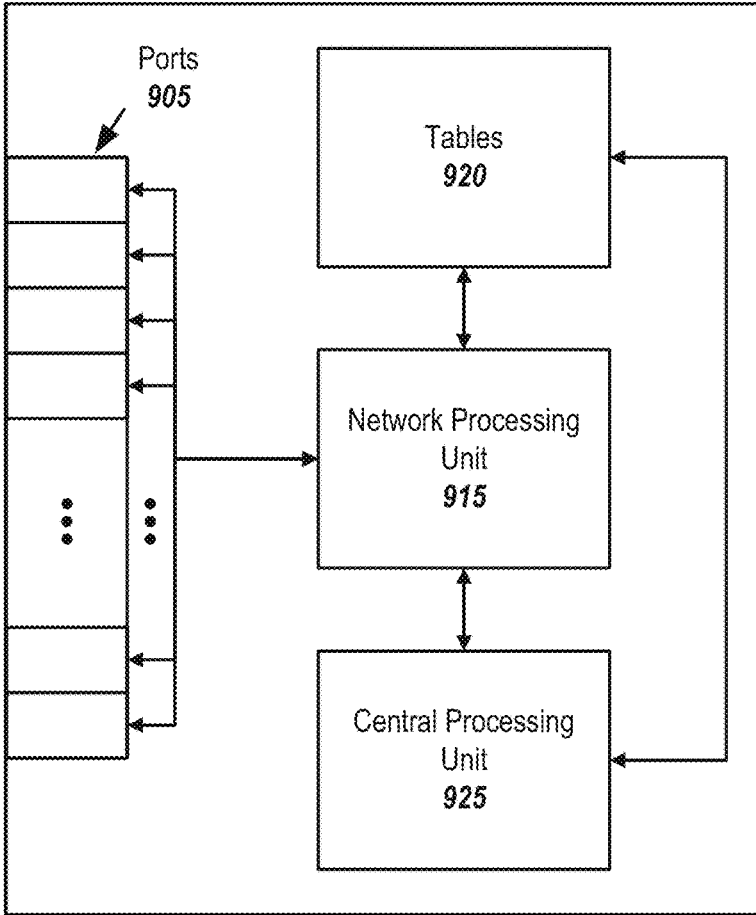 Ports
905
Tables
920
Network Processing
Unit
915
Central Processing
Unit
925